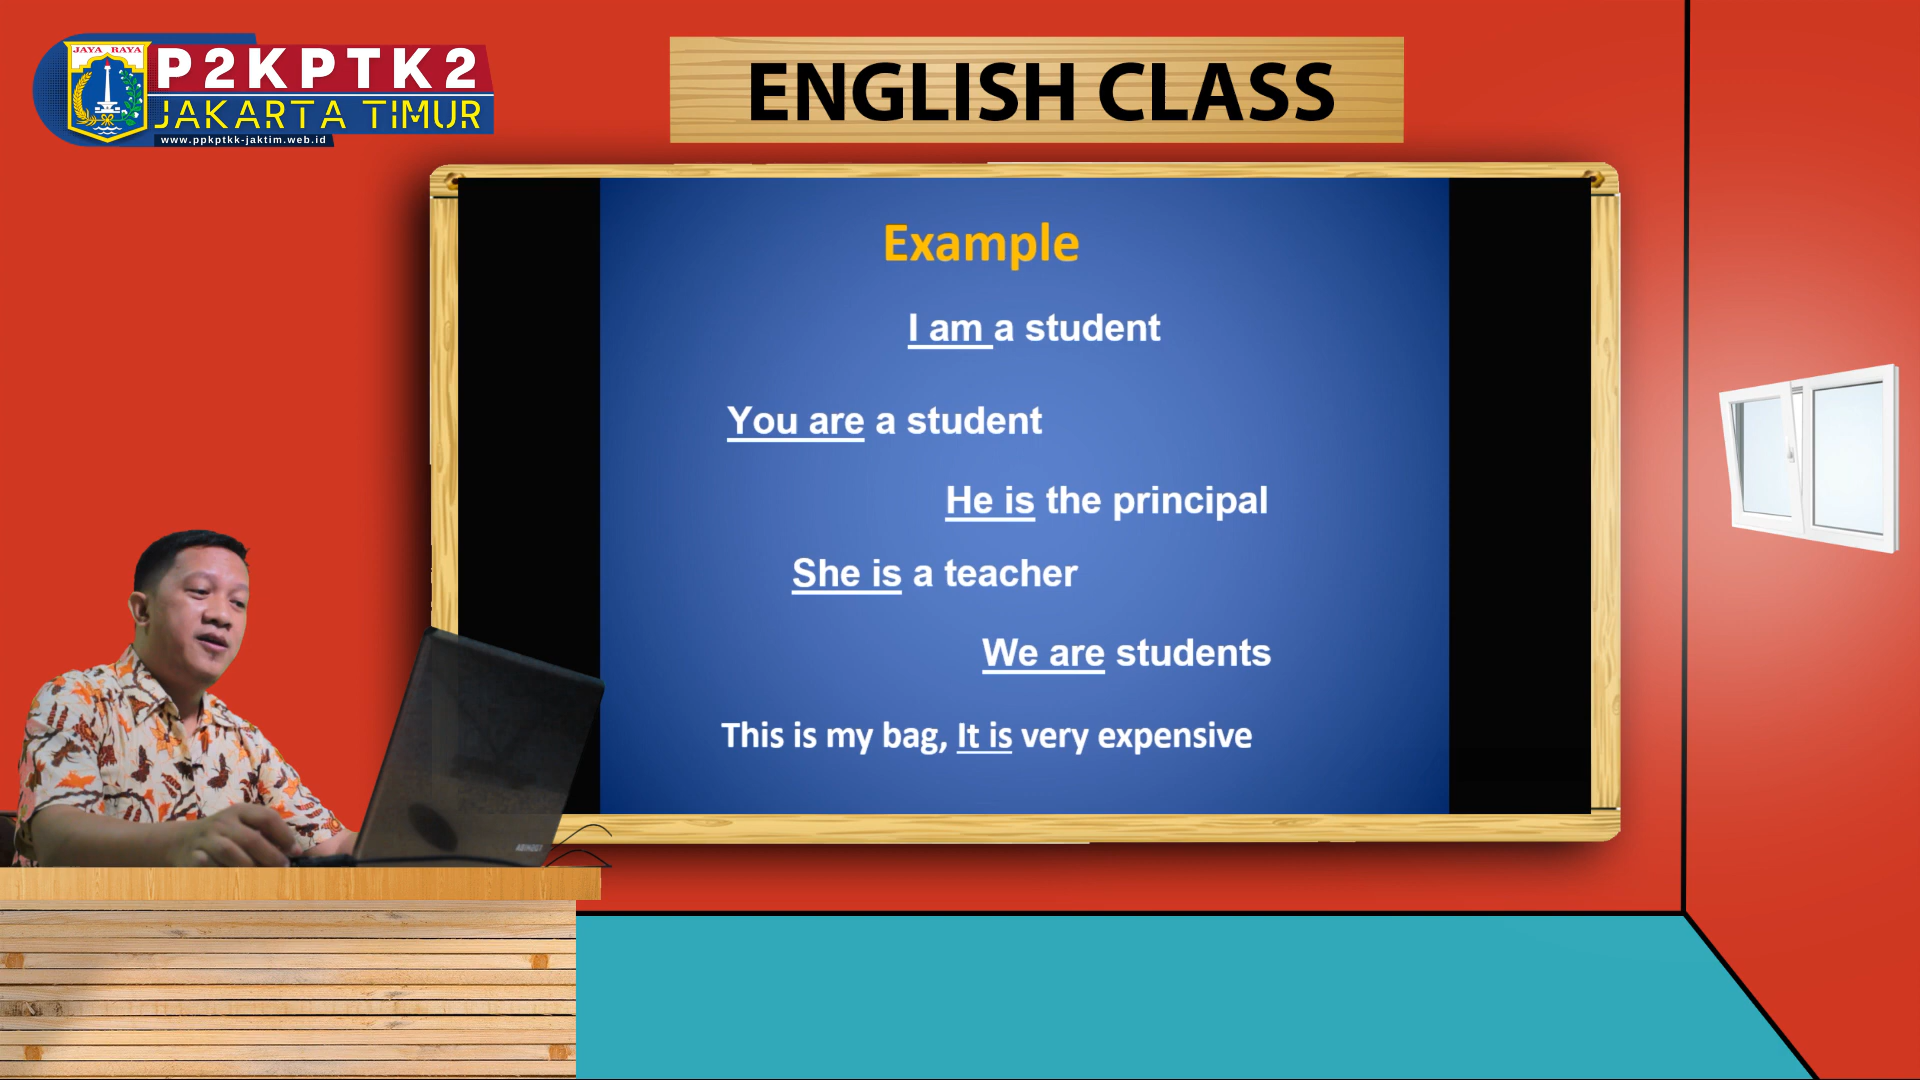 JAYA RAYA
P2KPTK2
JAKARTA TIMUR
www.ppkptkk-jaktim.web.id
ENGLISH CLASS
Example
I am a student
You are a student
He is the principal
She is a teacher
We are students
This is my bag, It is very expensive